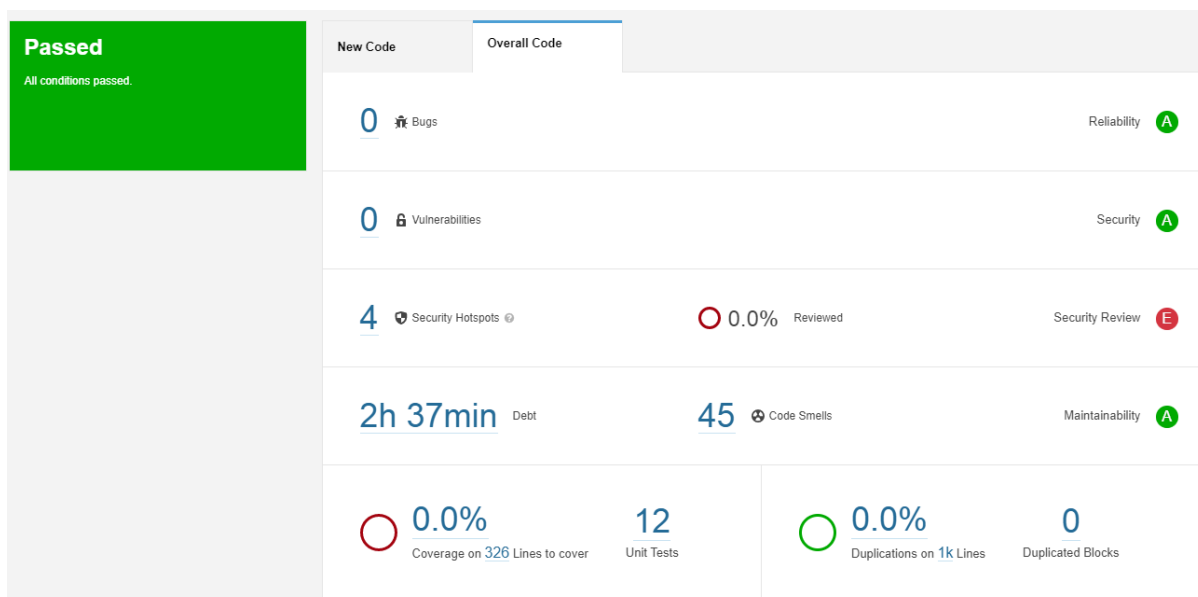 Passed
All conditions passed.
New Code
Overall Code
0 Bugs
Reliability A
0 Vulnerabilities
Security A
4 Security Hotspots ?
0.0% Reviewed
Security Review E
2h 37min Debt
45 Code Smells
Maintainability A
0.0%
Coverage on 326 Lines to cover
12
Unit Tests
0.0%
Duplications on 1k Lines
0
Duplicated Blocks